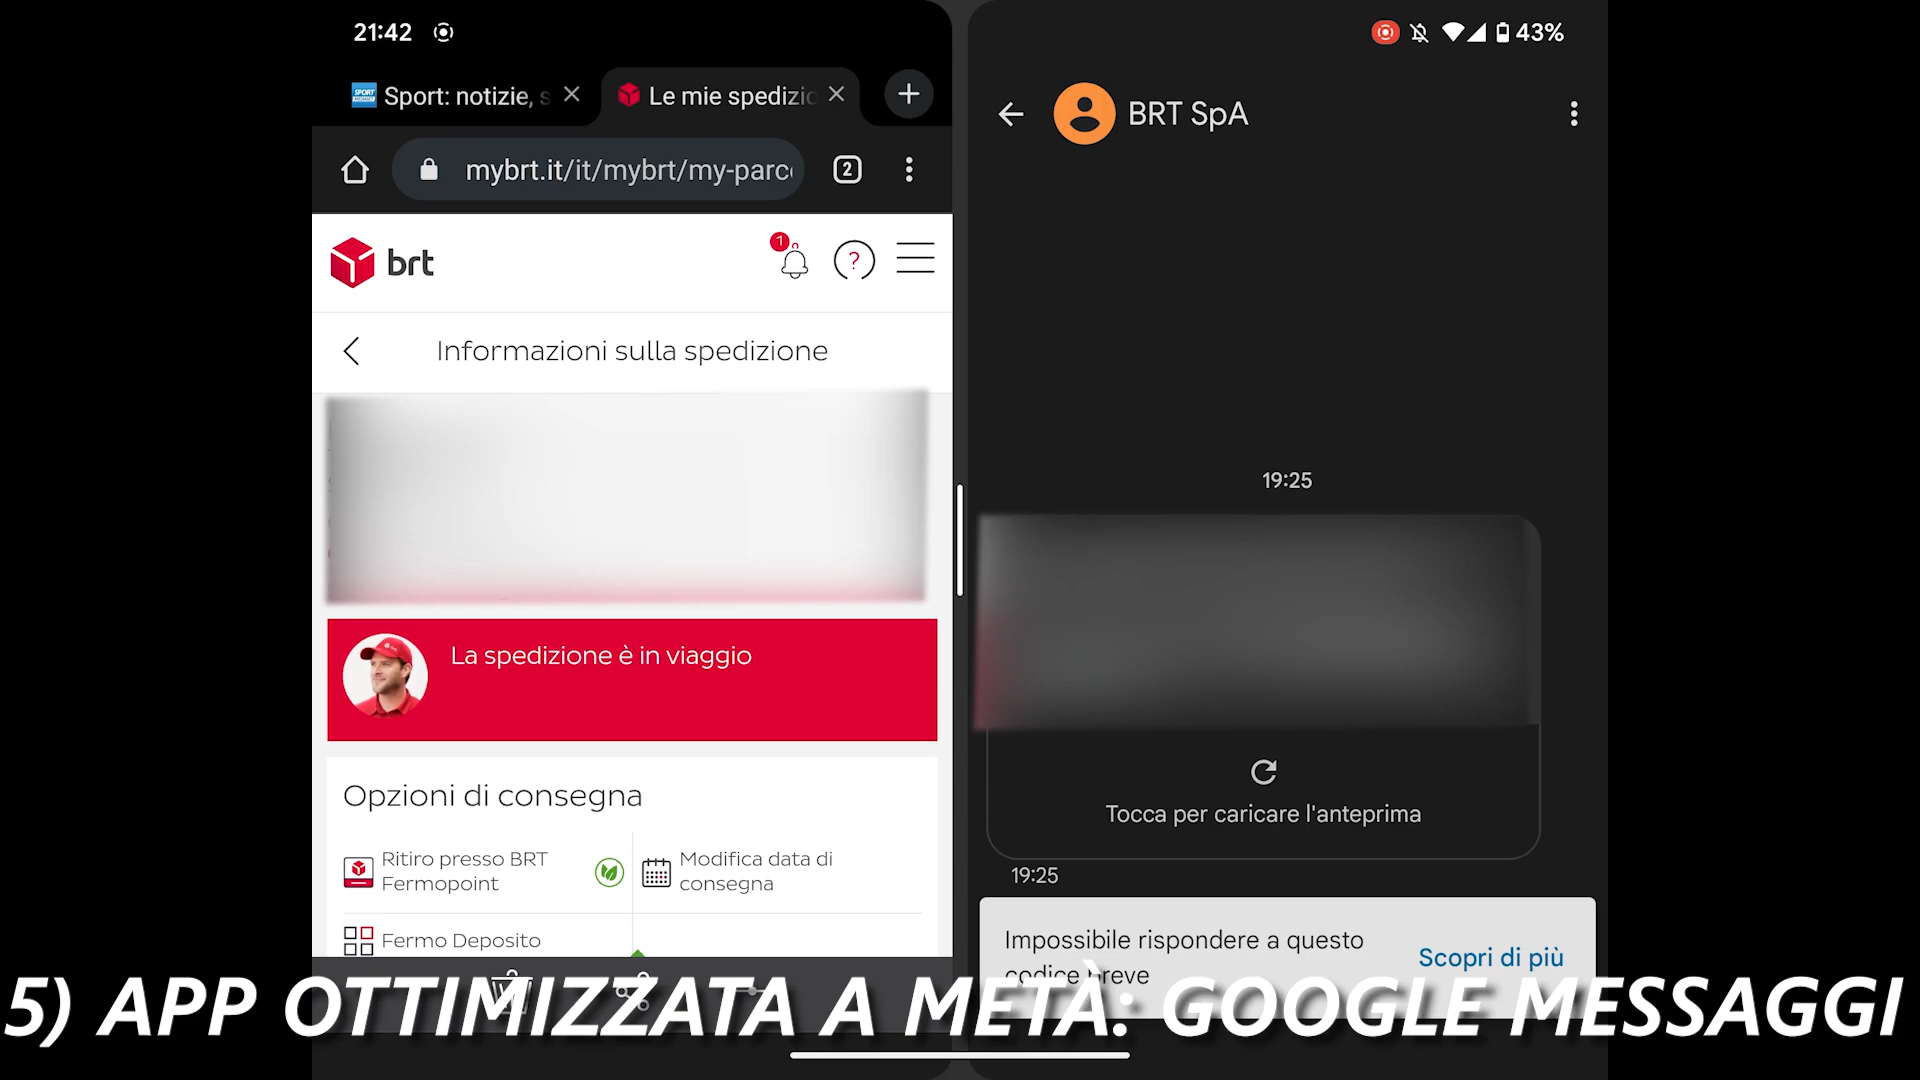 21:42
43%
SPORT
Sport: notizie, s
Le mie spedizio
mybrt.it/it/mybrt/my-parc
2
BRT SpA
brt
1
?
Informazioni sulla spedizione
19:25
La spedizione è in viaggio
Tocca per caricare l'anteprima
19:25
Opzioni di consegna
Ritiro presso BRT
Fermopoint
Modifica data di
consegna
Fermo Deposito
Impossibile rispondere a questo
codice breve
Scopri di più
5) APP OTTIMIZZATA A METÀ: GOOGLE MESSAGGI